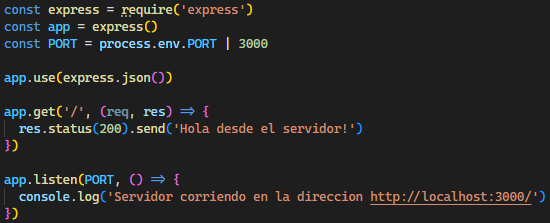 const express = require('express')
const app = express()
const PORT = process.env.PORT | 3000
app.use(express.json())
app.get('/', (req, res) => {
  res.status(200).send('Hola desde el servidor!')
})
app.listen(PORT, () => {
  console.log('Servidor corriendo en la direccion http://localhost:3000/')
})